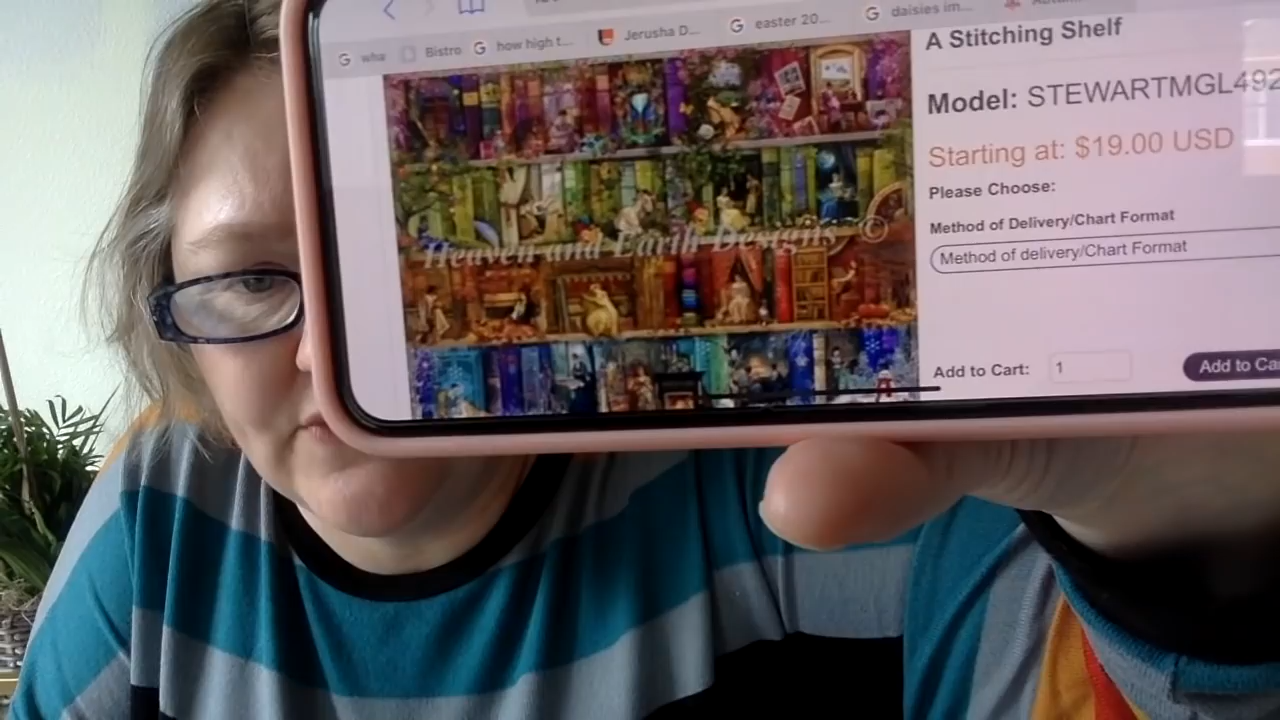 wha
Bistro
how high t...
Jerusha D...
easter 20...
daisies im...
A Stitching Shelf
Model: STEWARTMGL492
Starting at: $19.00 USD
Please Choose:
Method of Delivery/Chart Format
Method of delivery/Chart Format
Heaven and Earth Designs ©
Add to Cart: 1 Add to Ca